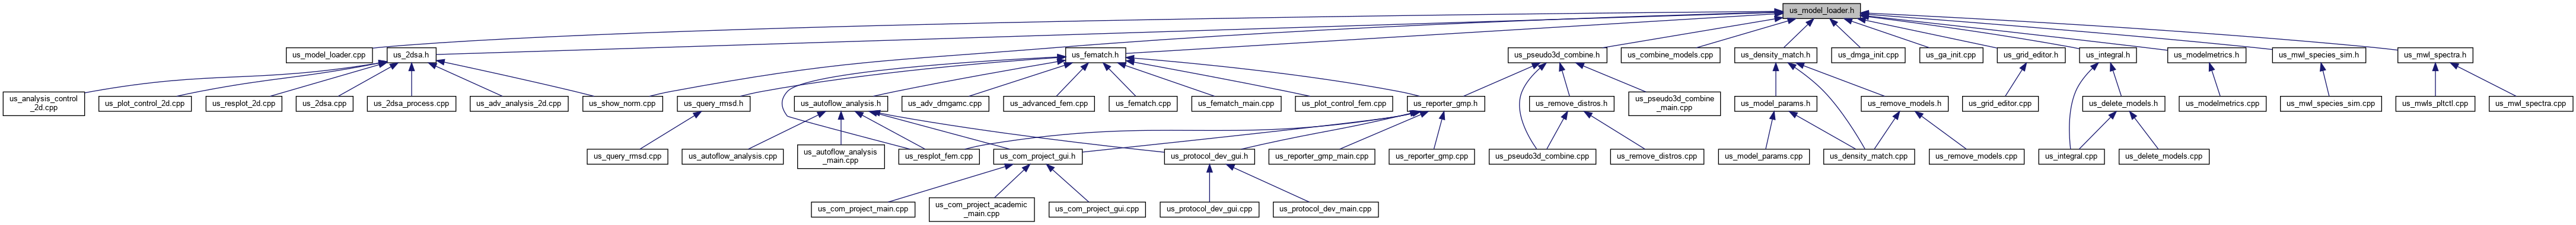 us_model_loader.h
us_model_loader.cpp
us_2dsa.h
us_fematch.h
us_pseudo3d_combine.h
us_combine_models.cpp
us_density_match.h
us_dmga_init.cpp
us_ga_init.cpp
us_grid_editor.h
us_integral.h
us_modelmetrics.h
us_mwl_species_sim.h
us_mwl_spectra.h
us_analysis_control
_2d.cpp
us_plot_control_2d.cpp
us_resplot_2d.cpp
us_2dsa.cpp
us_2dsa_process.cpp
us_adv_analysis_2d.cpp
us_show_norm.cpp
us_query_rmsd.h
us_autoflow_analysis.h
us_adv_dmgamc.cpp
us_advanced_fem.cpp
us_fematch.cpp
us_fematch_main.cpp
us_plot_control_fem.cpp
us_reporter_gmp.h
us_remove_distros.h
us_pseudo3d_combine
_main.cpp
us_model_params.h
us_remove_models.h
us_grid_editor.cpp
us_delete_models.h
us_modelmetrics.cpp
us_mwl_species_sim.cpp
us_mwls_pltctl.cpp
us_mwl_spectra.cpp
us_query_rmsd.cpp
us_autoflow_analysis.cpp
us_autoflow_analysis
_main.cpp
us_resplot_fem.cpp
us_com_project_gui.h
us_protocol_dev_gui.h
us_reporter_gmp_main.cpp
us_reporter_gmp.cpp
us_pseudo3d_combine.cpp
us_remove_distros.cpp
us_model_params.cpp
us_density_match.cpp
us_remove_models.cpp
us_integral.cpp
us_delete_models.cpp
us_com_project_main.cpp
us_com_project_academic
_main.cpp
us_com_project_gui.cpp
us_protocol_dev_gui.cpp
us_protocol_dev_main.cpp